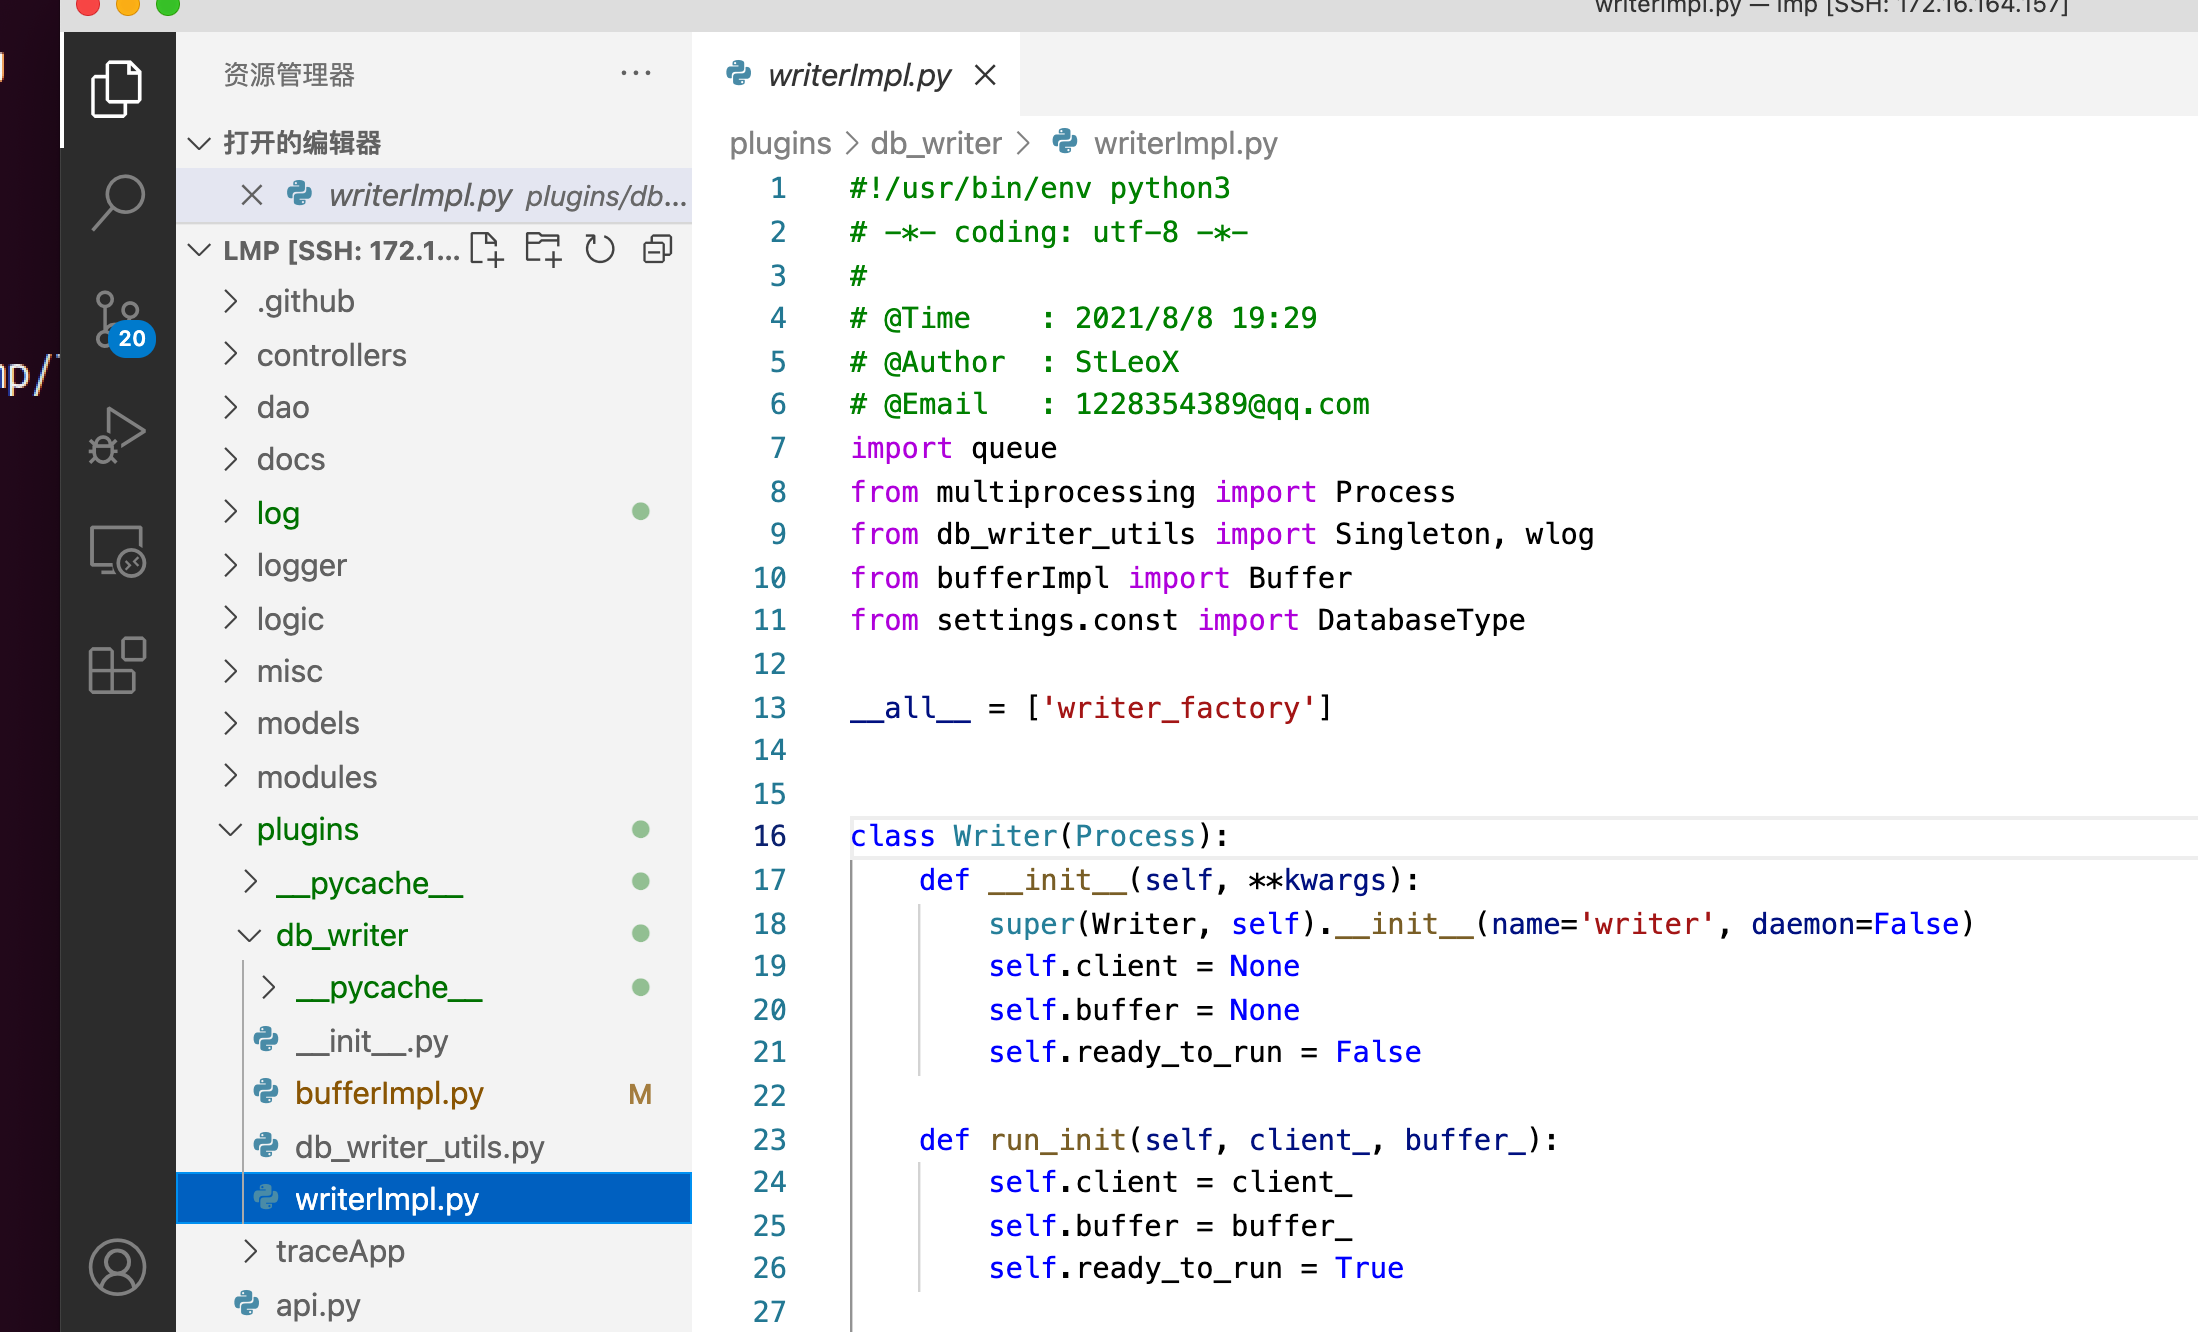 writerImpl.py — lmp [SSH: 172.16.164.157]
资源管理器
打开的编辑器
writerImpl.py plugins/db...
LMP [SSH: 172.1...
.github
controllers
dao
docs
log
logger
logic
misc
models
modules
plugins
__pycache__
db_writer
__pycache__
__init__.py
bufferImpl.py M
db_writer_utils.py
writerImpl.py
traceApp
api.py
20
mp/
writerImpl.py
plugins > db_writer > writerImpl.py
1 #!/usr/bin/env python3
2 # -*- coding: utf-8 -*-
3 #
4 # @Time    : 2021/8/8 19:29
5 # @Author  : StLeoX
6 # @Email   : 1228354389@qq.com
7 import queue
8 from multiprocessing import Process
9 from db_writer_utils import Singleton, wlog
10 from bufferImpl import Buffer
11 from settings.const import DatabaseType
12
13 __all__ = ['writer_factory']
14
15
16 class Writer(Process):
17     def __init__(self, **kwargs):
18         super(Writer, self).__init__(name='writer', daemon=False)
19         self.client = None
20         self.buffer = None
21         self.ready_to_run = False
22
23     def run_init(self, client_, buffer_):
24         self.client = client_
25         self.buffer = buffer_
26         self.ready_to_run = True
27